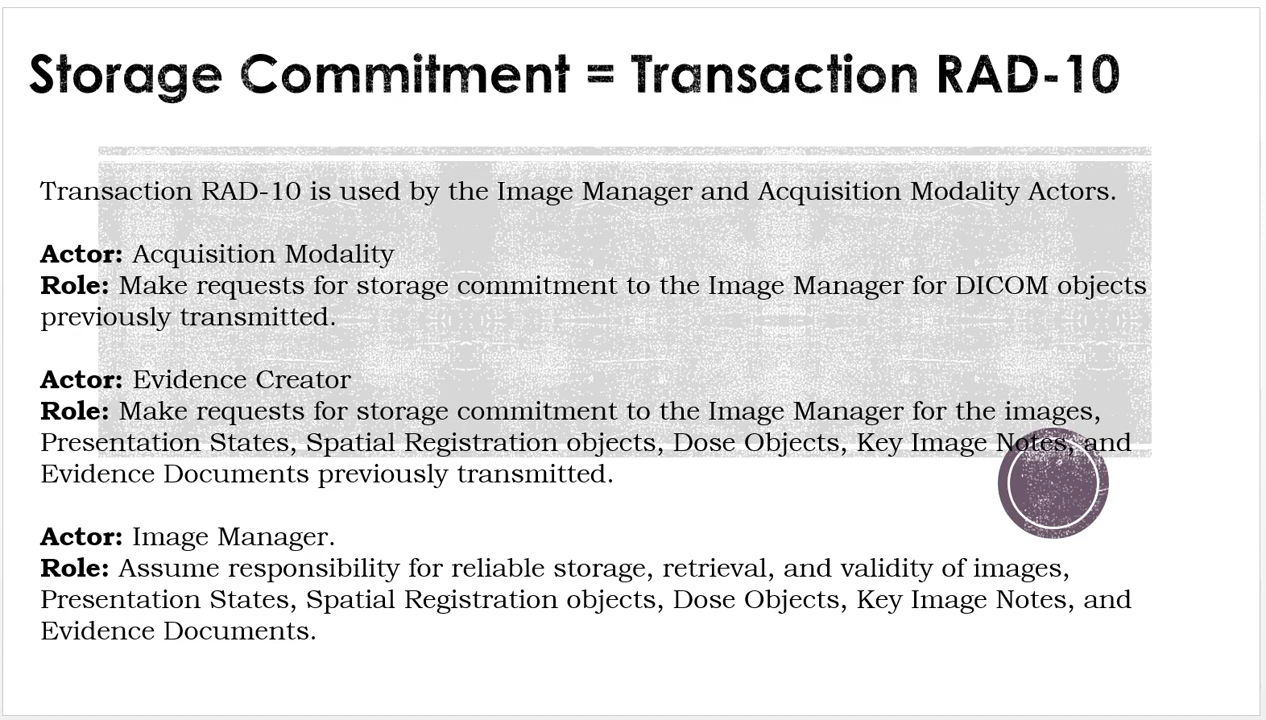 Storage Commitment = Transaction RAD-10
Transaction RAD-10 is used by the Image Manager and Acquisition Modality Actors.
Actor: Acquisition Modality
Role: Make requests for storage commitment to the Image Manager for DICOM objects
previously transmitted.
Actor: Evidence Creator
Role: Make requests for storage commitment to the Image Manager for the images,
Presentation States, Spatial Registration objects, Dose Objects, Key Image Notes, and
Evidence Documents previously transmitted.
Actor: Image Manager.
Role: Assume responsibility for reliable storage, retrieval, and validity of images,
Presentation States, Spatial Registration objects, Dose Objects, Key Image Notes, and
Evidence Documents.